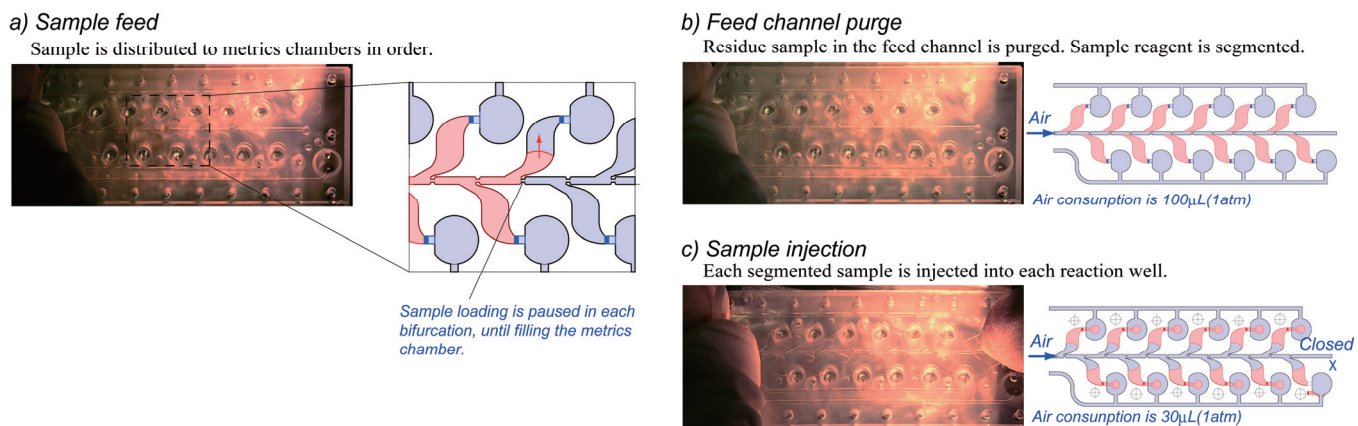 a) Sample feed
Sample is distributed to metrics chambers in order.
Sample loading is paused in each
bifurcation, until filling the metrics
chamber.
b) Feed channel purge
Residue sample in the feed channel is purged. Sample reagent is segmented.
Air
Air consunption is 100μL(1atm)
c) Sample injection
Each segmented sample is injected into each reaction well.
Air
Closed
X
Air consunption is 30μL(1atm)